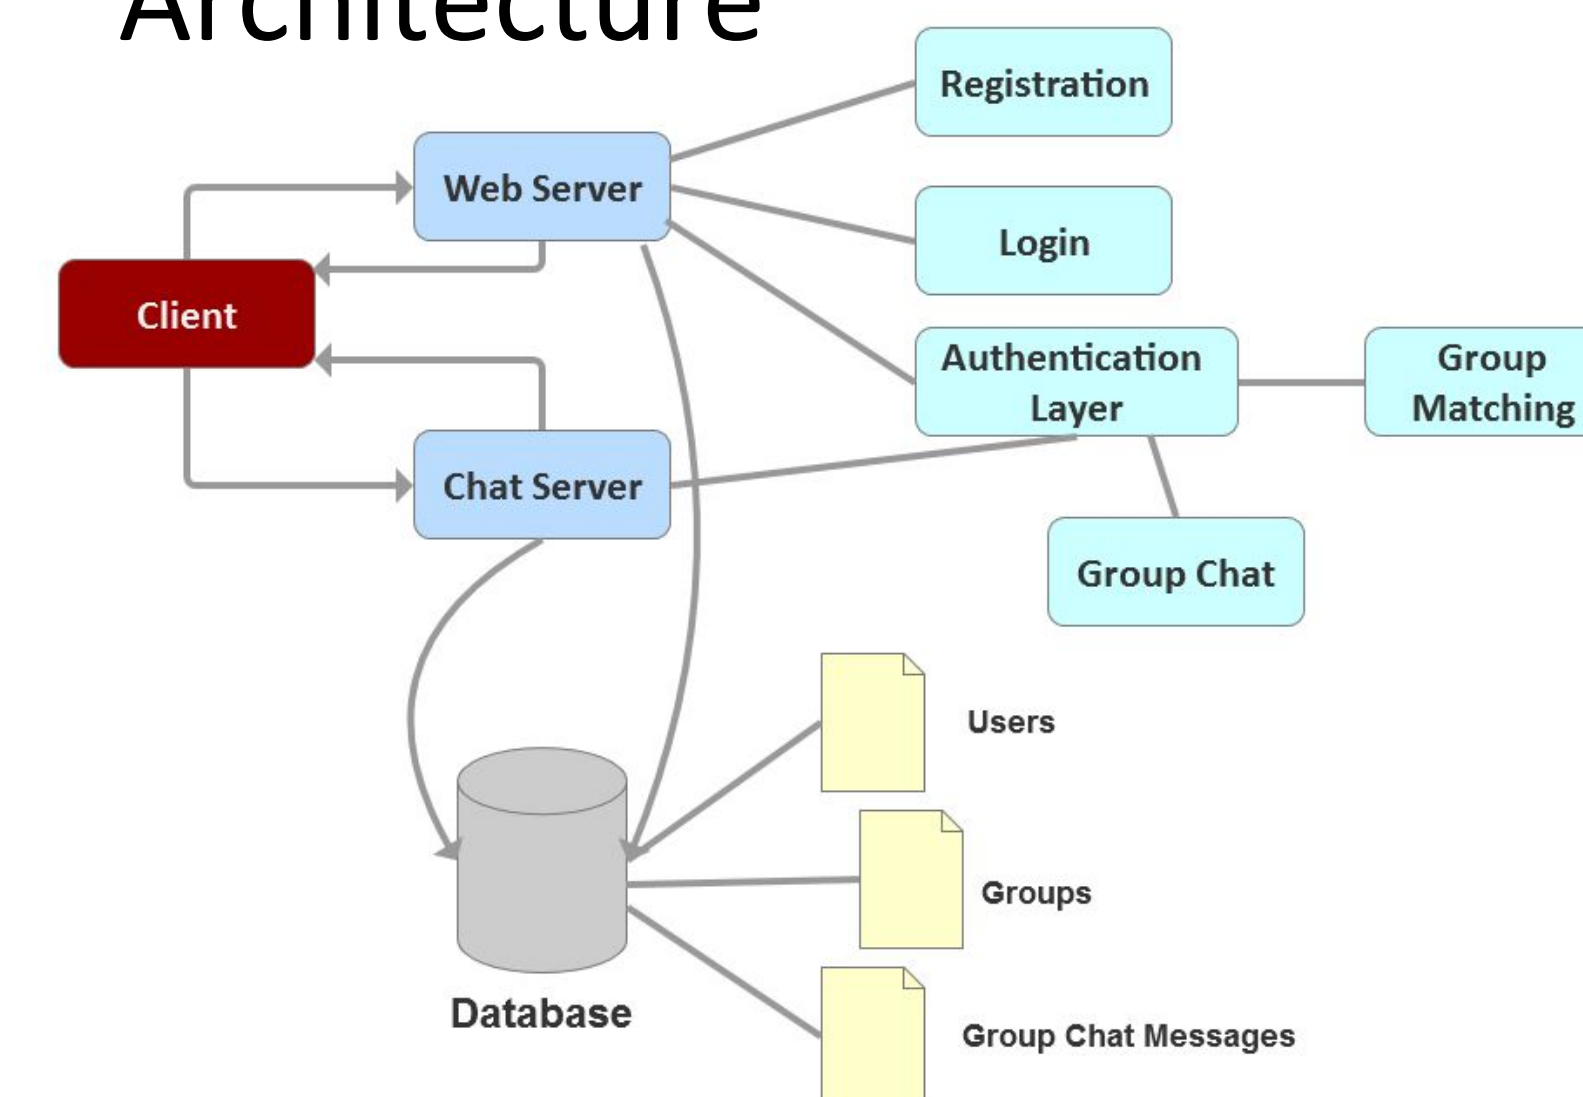 Architecture
Registration
Web Server
Login
Client
Authentication
Layer
Group
Matching
Chat Server
Group Chat
Users
Groups
Database
Group Chat Messages